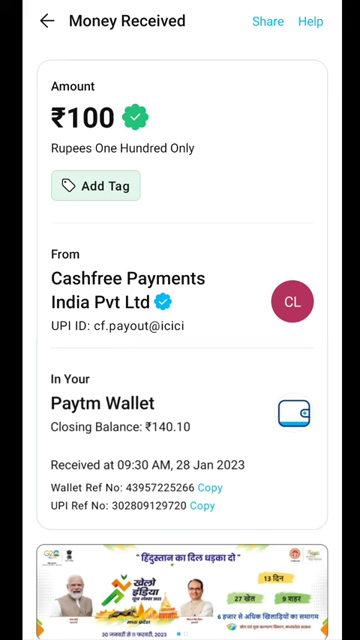 Money Received
Share
Help
Amount
₹100
Rupees One Hundred Only
Add Tag
From
Cashfree Payments
India Pvt Ltd
CL
UPI ID: cf.payout@icici
In Your
Paytm Wallet
Closing Balance: ₹140.10
Received at 09:30 AM, 28 Jan 2023
Wallet Ref No: 43957225266 Copy
UPI Ref No: 302809129720 Copy
"हिंदुस्तान का दिल धड़का दो"
खेलो
इंडिया
मध्य प्रदेश
30 जनवरी से 11 फरवरी, 2023
13 दिन
27 खेल
9 शहर
6 हजार से अधिक खिलाड़ियों का समागम